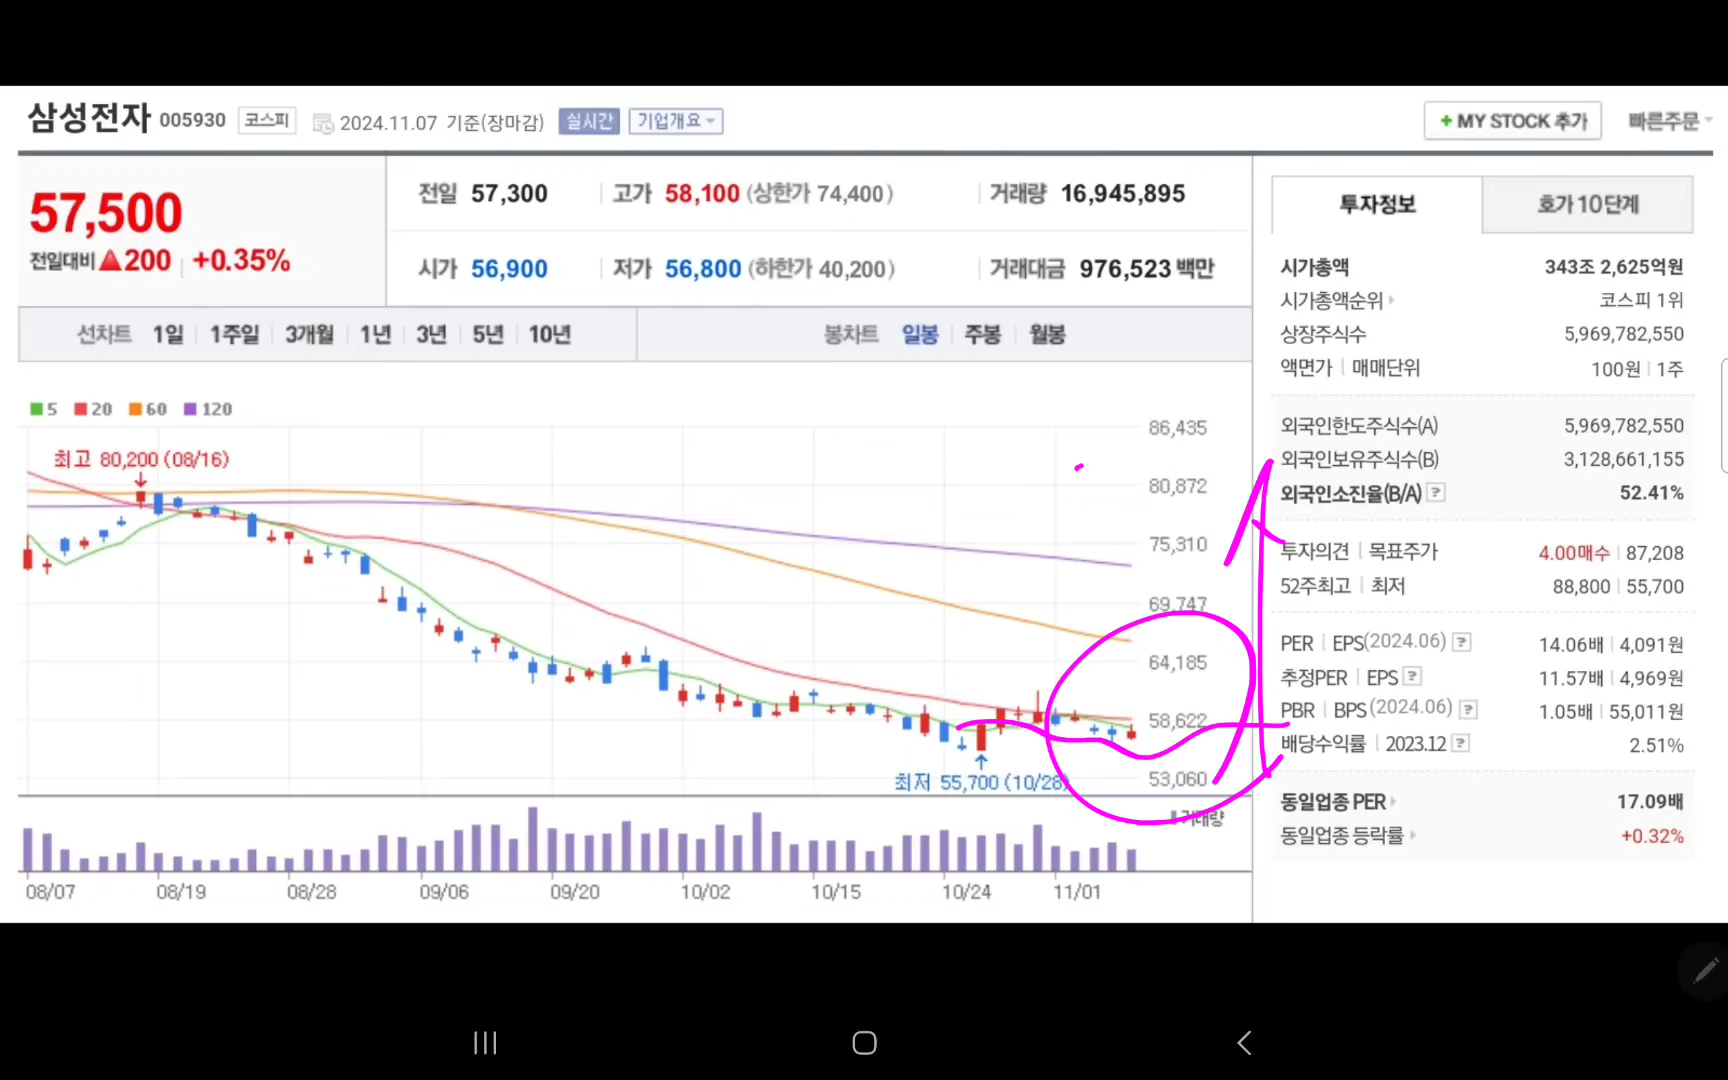 삼성전자 005930 코스피 2024.11.07 기준(장마감) 실시간 기업개요
+ MY STOCK 추가 빠른주문
57,500
전일대비 ▲200 +0.35%
전일 57,300 고가 58,100 (상한가 74,400) 거래량 16,945,895
시가 56,900 저가 56,800 (하한가 40,200) 거래대금 976,523 백만
선차트 1일 1주일 3개월 1년 3년 5년 10년 봉차트 일봉 주봉 월봉
5 20 60 120
최고 80,200 (08/16)
86,435
80,872
75,310
69,747
64,185
58,622
53,060
최저 55,700 (10/28)
거래량
08/07 08/19 08/28 09/06 09/20 10/02 10/15 10/24 11/01
투자정보 호가 10단계
시가총액 343조 2,625억원
시가총액순위 코스피 1위
상장주식수 5,969,782,550
액면가 매매단위 100원 1주
외국인한도주식수(A) 5,969,782,550
외국인보유주식수(B) 3,128,661,155
외국인소진율(B/A) ? 52.41%
투자의견 목표주가 4.00매수 87,208
52주최고 최저 88,800 55,700
PER EPS(2024.06) ? 14.06배 4,091원
추정PER EPS ? 11.57배 4,969원
PBR BPS (2024.06) ? 1.05배 55,011원
배당수익률 2023.12 ? 2.51%
동일업종 PER 17.09배
동일업종 등락률 +0.32%